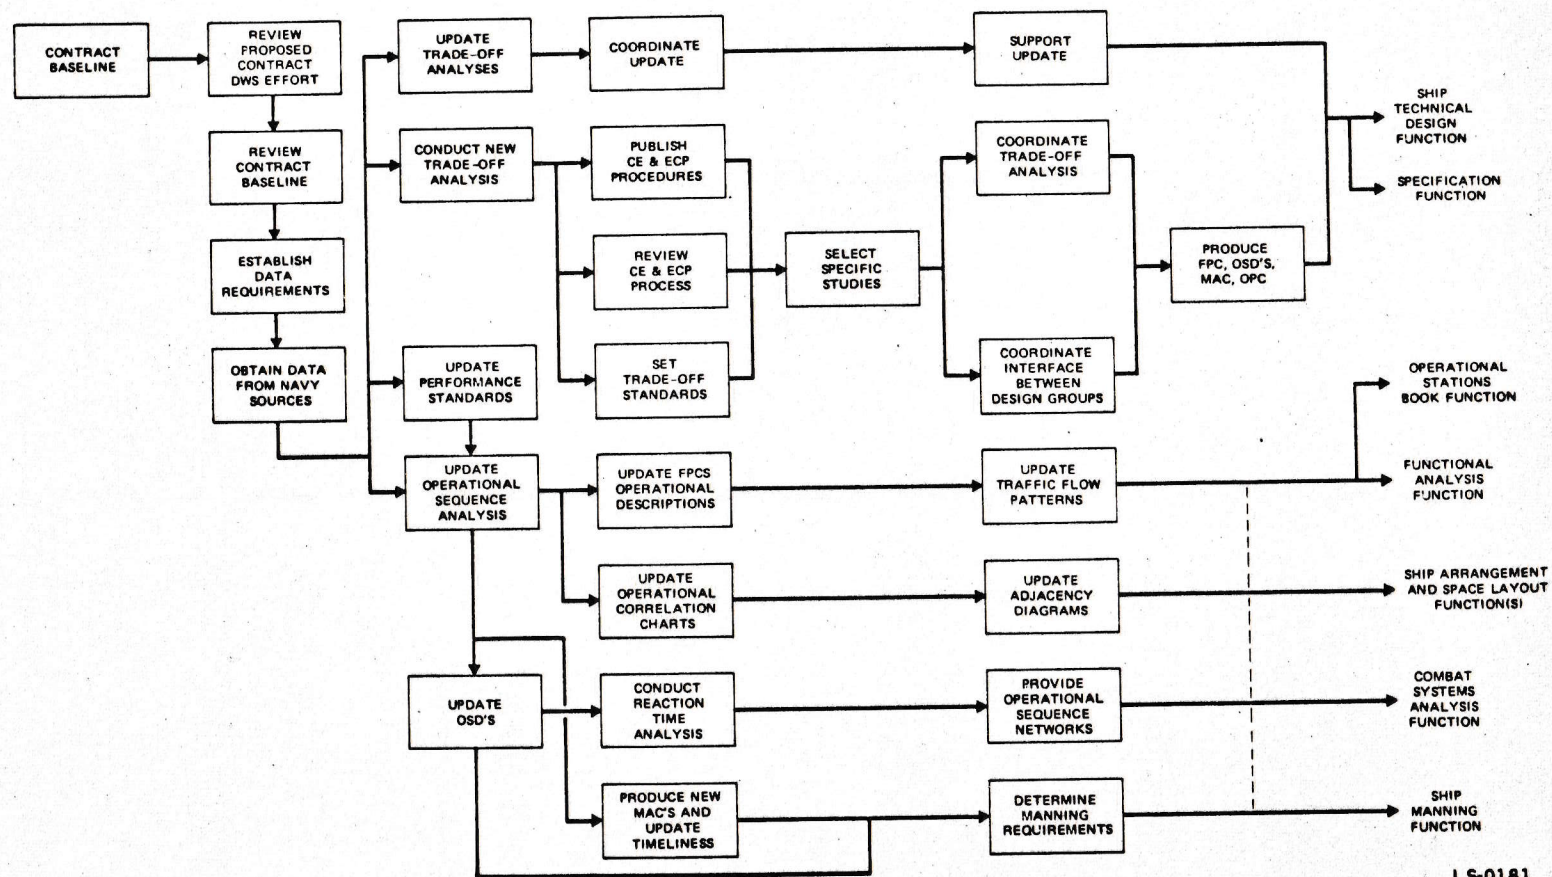 CONTRACT
BASELINE
REVIEW
PROPOSED
CONTRACT
DWS EFFORT
UPDATE
TRADE-OFF
ANALYSES
COORDINATE
UPDATE
SUPPORT
UPDATE
SHIP
TECHNICAL
DESIGN
FUNCTION
REVIEW
CONTRACT
BASELINE
CONDUCT NEW
TRADE-OFF
ANALYSIS
PUBLISH
CE & ECP
PROCEDURES
COORDINATE
TRADE-OFF
ANALYSIS
SPECIFICATION
FUNCTION
ESTABLISH
DATA
REQUIREMENTS
REVIEW
CE & ECP
PROCESS
SELECT
SPECIFIC
STUDIES
PRODUCE
FPC, OSD'S,
MAC, OPC
OBTAIN DATA
FROM NAVY
SOURCES
UPDATE
PERFORMANCE
STANDARDS
SET
TRADE-OFF
STANDARDS
COORDINATE
INTERFACE
BETWEEN
DESIGN GROUPS
OPERATIONAL
STATIONS
BOOK FUNCTION
UPDATE
OPERATIONAL
SEQUENCE
ANALYSIS
UPDATE FPCS
OPERATIONAL
DESCRIPTIONS
UPDATE
TRAFFIC FLOW
PATTERNS
FUNCTIONAL
ANALYSIS
FUNCTION
UPDATE
OPERATIONAL
CORRELATION
CHARTS
UPDATE
ADJACENCY
DIAGRAMS
SHIP ARRANGEMENT
AND SPACE LAYOUT
FUNCTION(S)
UPDATE
OSD'S
CONDUCT
REACTION
TIME
ANALYSIS
PROVIDE
OPERATIONAL
SEQUENCE
NETWORKS
COMBAT
SYSTEMS
ANALYSIS
FUNCTION
PRODUCE NEW
MAC'S AND
UPDATE
TIMELINESS
DETERMINE
MANNING
REQUIREMENTS
SHIP
MANNING
FUNCTION
LS-0181